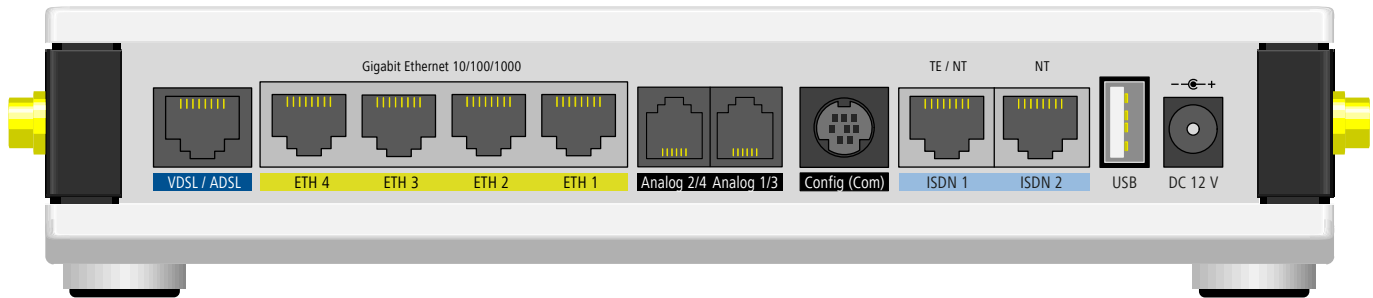 Gigabit Ethernet 10/100/1000
TE / NT
NT
VDSL / ADSL
ETH 4
ETH 3
ETH 2
ETH 1
Analog 2/4
Analog 1/3
Config (Com)
ISDN 1
ISDN 2
USB
DC 12 V